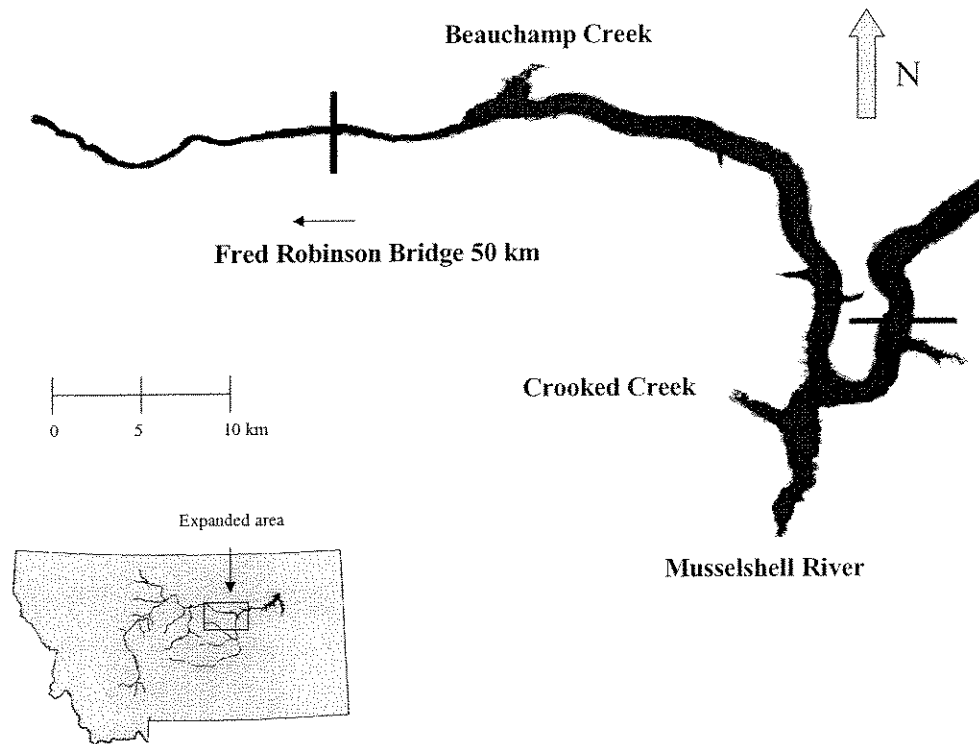 Beauchamp Creek
N
Fred Robinson Bridge 50 km
Crooked Creek
0 5 10 km
Expanded area
Musselshell River